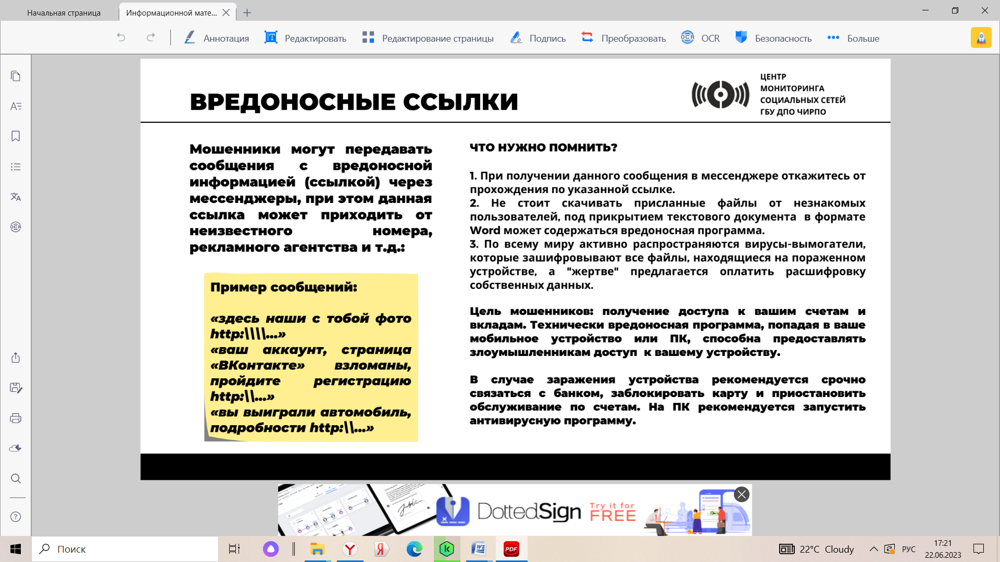 Начальная страница
Информационной мате...
Аннотация
Редактировать
Редактирование страницы
Подпись
Преобразовать
OCR
OCR
Безопасность
Больше
ВРЕДОНОСНЫЕ ССЫЛКИ
ЦЕНТР
МОНИТОРИНГА
СОЦИАЛЬНЫХ СЕТЕЙ
ГБУ ДПО ЧИРПО
Мошенники могут передавать
сообщения с вредоносной
информацией (ссылкой) через
мессенджеры, при этом данная
ссылка может приходить от
неизвестного номера,
рекламного агентства и т.д.:
Пример сообщений:
«здесь наши с тобой фото
http:\\\\...»
«ваш аккаунт, страница
«ВКонтакте» взломаны,
пройдите регистрацию
http:\\...»
«вы выиграли автомобиль,
подробности http:\\...»
ЧТО НУЖНО ПОМНИТЬ?
1. При получении данного сообщения в мессенджере откажитесь от
прохождения по указанной ссылке.
2. Не стоит скачивать присланные файлы от незнакомых
пользователей, под прикрытием текстового документа в формате
Word может содержаться вредоносная программа.
3. По всему миру активно распространяются вирусы-вымогатели,
которые зашифровывают все файлы, находящиеся на пораженном
устройстве, а "жертве" предлагается оплатить расшифровку
собственных данных.
Цель мошенников: получение доступа к вашим счетам и
вкладам. Технически вредоносная программа, попадая в ваше
мобильное устройство или ПК, способна предоставлять
злоумышленникам доступ к вашему устройству.
В случае заражения устройства рекомендуется срочно
связаться с банком, заблокировать карту и приостановить
обслуживание по счетам. На ПК рекомендуется запустить
антивирусную программу.
OCR
DottedSign
Try it for
FREE
Поиск
PDF
22°C Cloudy
РУС
17:21
22.06.2023